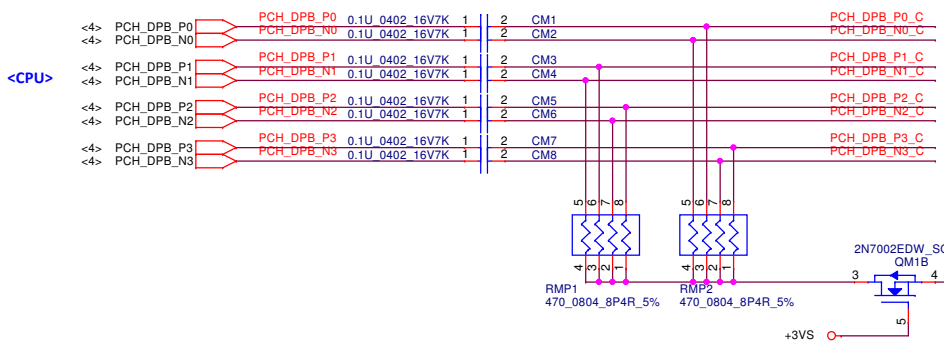 <4> PCH_DPB_P0 PCH_DPB_P0 0.1U_0402_16V7K 1 2 CM1 PCH_DPB_P0_C
<4> PCH_DPB_N0 PCH_DPB_N0 0.1U_0402_16V7K 1 2 CM2 PCH_DPB_N0_C
<4> PCH_DPB_P1 PCH_DPB_P1 0.1U_0402_16V7K 1 2 CM3 PCH_DPB_P1_C
<CPU>
<4> PCH_DPB_N1 PCH_DPB_N1 0.1U_0402_16V7K 1 2 CM4 PCH_DPB_N1_C
<4> PCH_DPB_P2 PCH_DPB_P2 0.1U_0402_16V7K 1 2 CM5 PCH_DPB_P2_C
<4> PCH_DPB_N2 PCH_DPB_N2 0.1U_0402_16V7K 1 2 CM6 PCH_DPB_N2_C
<4> PCH_DPB_P3 PCH_DPB_P3 0.1U_0402_16V7K 1 2 CM7 PCH_DPB_P3_C
<4> PCH_DPB_N3 PCH_DPB_N3 0.1U_0402_16V7K 1 2 CM8 PCH_DPB_N3_C
5 6 7 8 5 6 7 8
2N7002EDW_SO
QM1B
4 3 2 1 4 3 2 1 3 4
RMP1 RMP2
470_0804_8P4R_5% 470_0804_8P4R_5%
5
+3VS